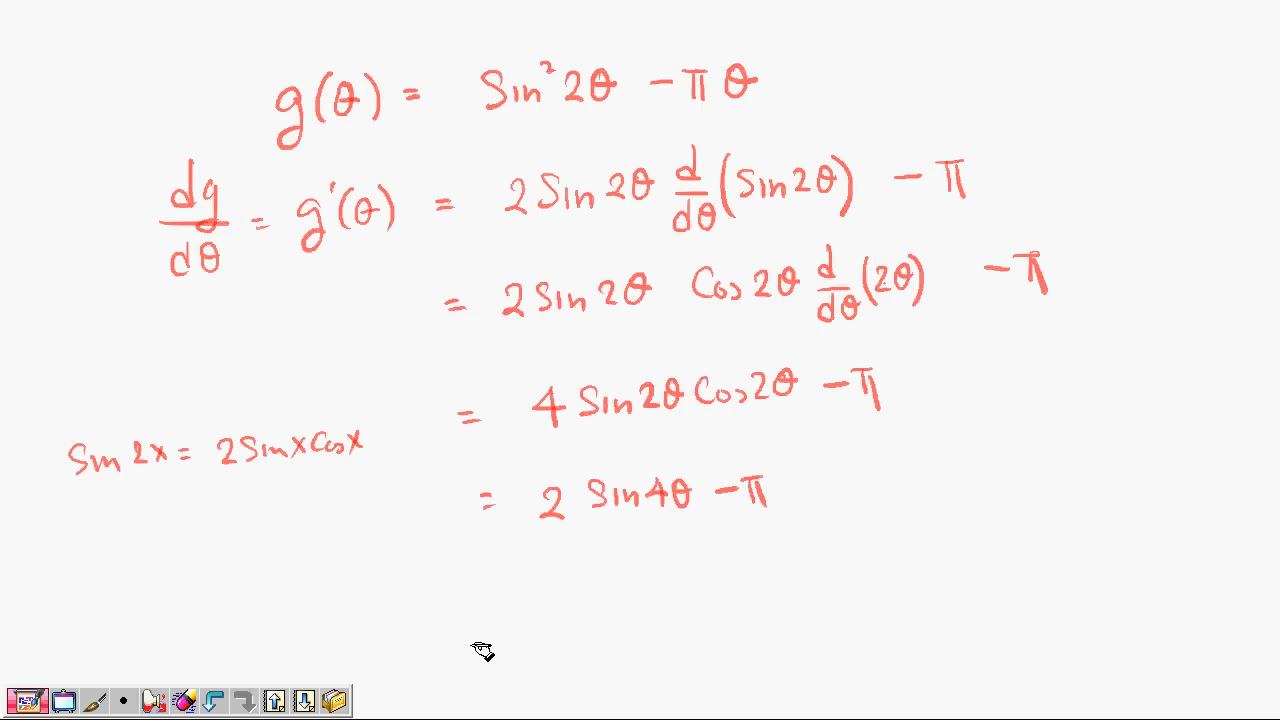 g(θ) = Sin²2θ - π θ
dg/dθ = g'(θ) = 2 Sin 2θ d/dθ (Sin 2θ) - π
= 2 Sin 2θ Cos 2θ d/dθ (2θ) - π
= 4 Sin 2θ Cos 2θ - π
Sin 2x = 2 Sin x Cos x
= 2 Sin 4θ - π